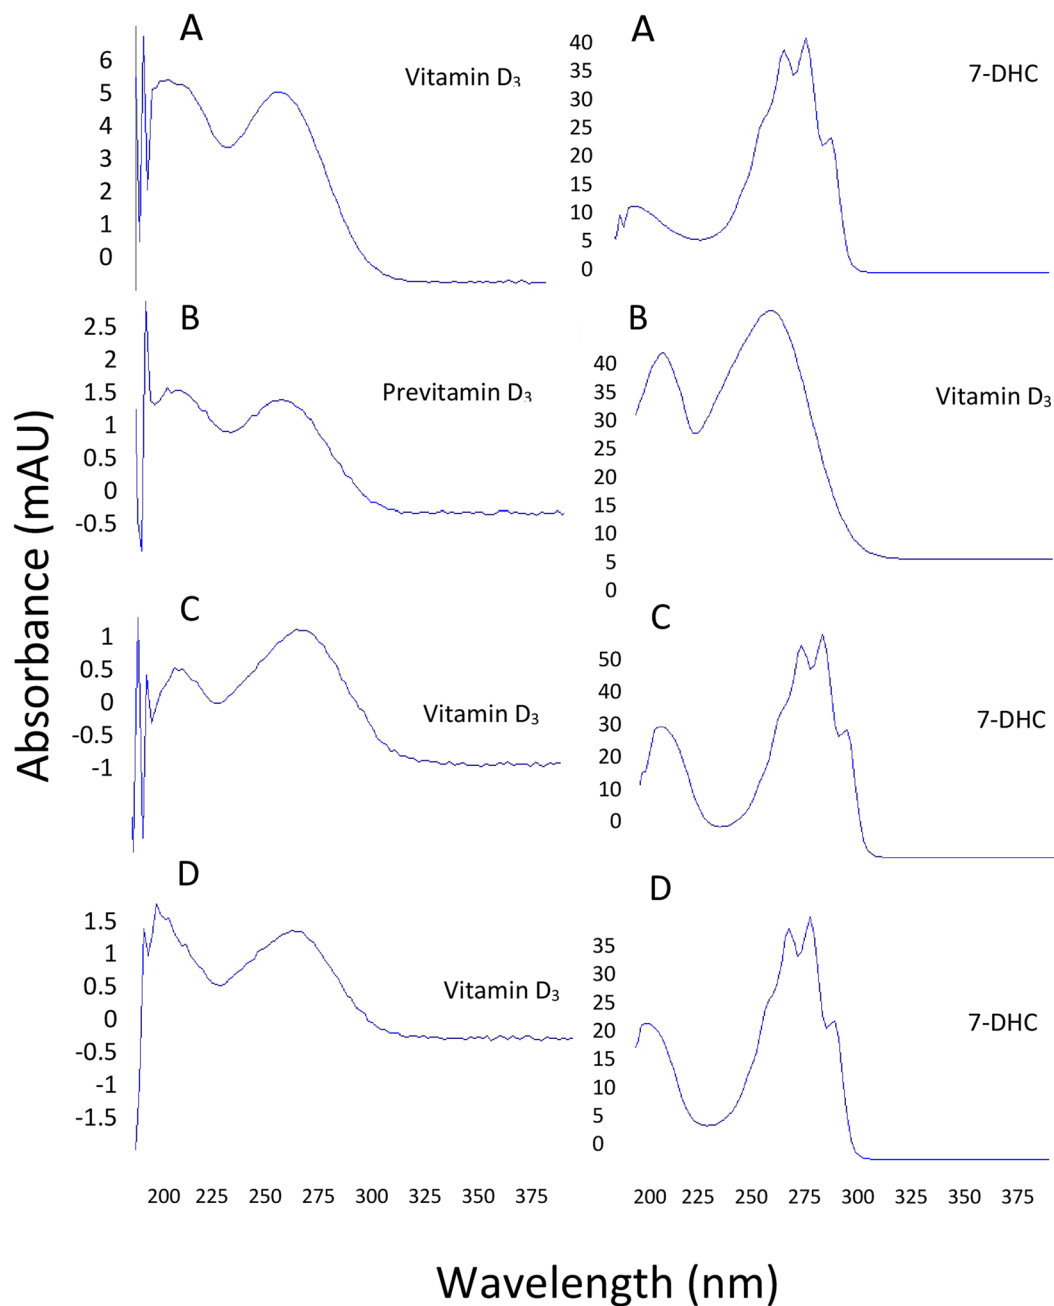 A
Vitamin D₃
6
5
4
3
2
1
0
A
7-DHC
40
35
30
25
20
15
10
5
0
B
Previtamin D₃
2.5
2
1.5
1
0.5
0
-0.5
B
Vitamin D₃
40
35
30
25
20
15
10
5
0
C
Vitamin D₃
1
0.5
0
-0.5
-1
C
7-DHC
50
40
30
20
10
0
D
Vitamin D₃
1.5
1
0.5
0
-0.5
-1
-1.5
D
7-DHC
35
30
25
20
15
10
5
0
200 225 250 275 300 325 350 375
200 225 250 275 300 325 350 375
Absorbance (mAU)
Wavelength (nm)